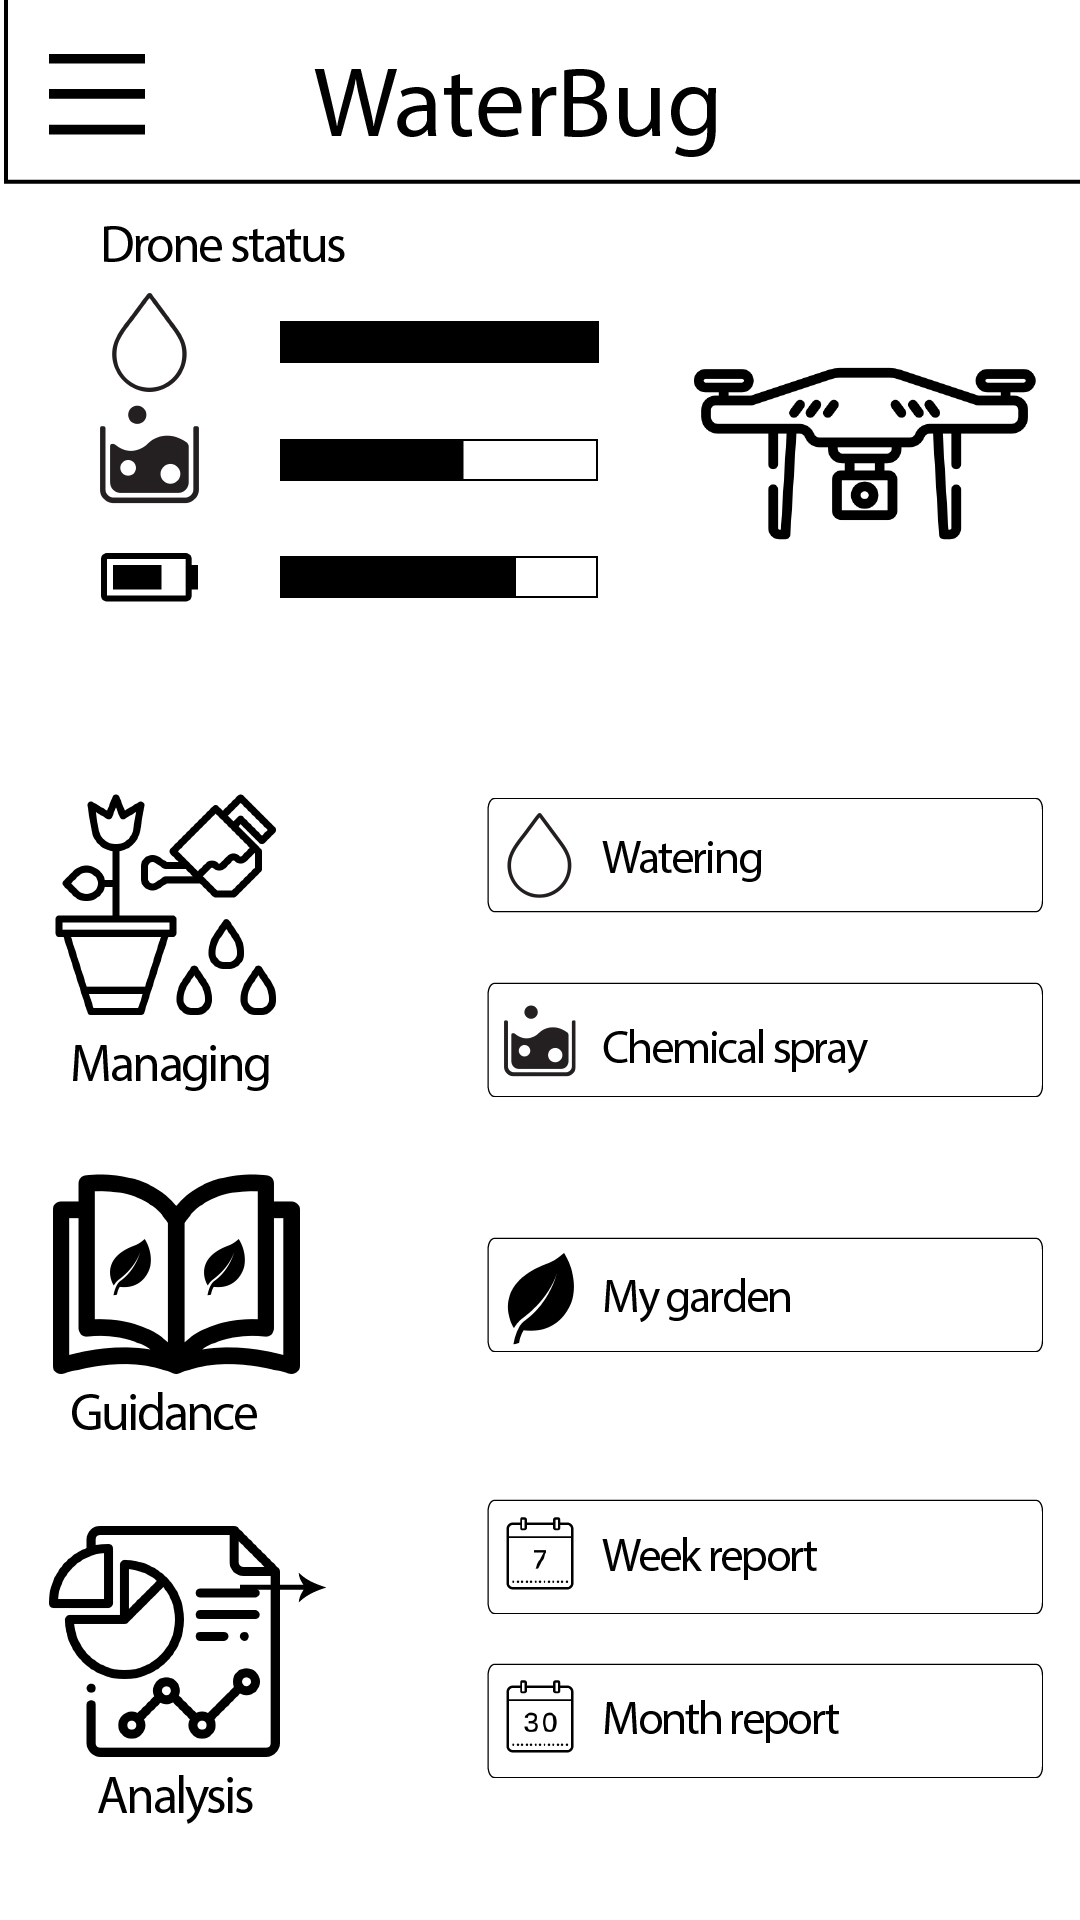 WaterBug
Drone status
Watering
Chemical spray
Managing
My garden
Guidance
7
Week report
30
Month report
Analysis